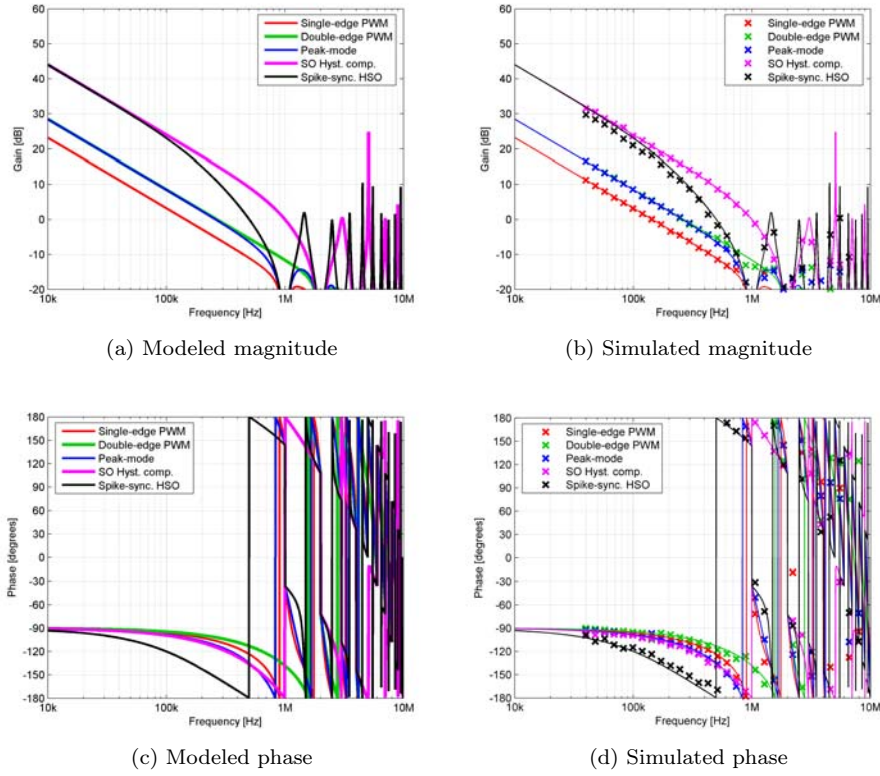 60
50
40
30
20
10
0
-10
-20
Gain [dB]
10k
100k
1M
10M
Frequency [Hz]
Single-edge PWM
Double-edge PWM
Peak-mode
SO Hyst. comp.
Spike-sync. HSO
(a) Modeled magnitude
60
50
40
30
20
10
0
-10
-20
Gain [dB]
10k
100k
1M
10M
Frequency [Hz]
Single-edge PWM
Double-edge PWM
Peak-mode
SO Hyst. comp.
Spike-sync. HSO
(b) Simulated magnitude
180
150
120
90
60
30
0
-30
-60
-90
-120
-150
-180
Phase [degrees]
10k
100k
1M
10M
Frequency [Hz]
Single-edge PWM
Double-edge PWM
Peak-mode
SO Hyst. comp.
Spike-sync. HSO
(c) Modeled phase
180
150
120
90
60
30
0
-30
-60
-90
-120
-150
-180
Phase [degrees]
10k
100k
1M
10M
Frequency [Hz]
Single-edge PWM
Double-edge PWM
Peak-mode
SO Hyst. comp.
Spike-sync. HSO
(d) Simulated phase